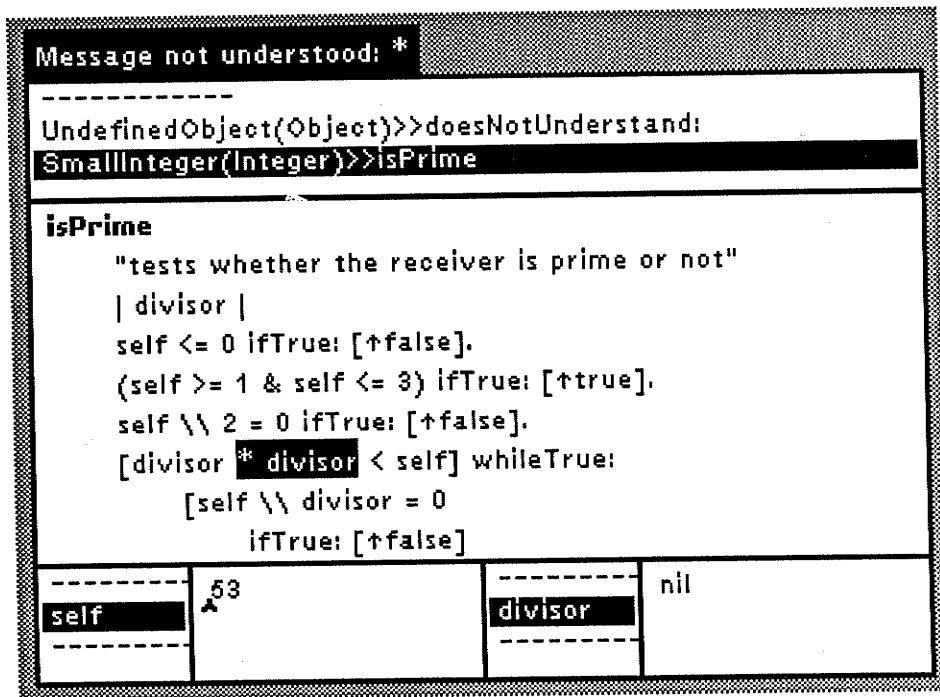 Message not understood: *
------------
UndefinedObject(Object)>>doesNotUnderstand:
SmallInteger(Integer)>>isPrime
isPrime
"tests whether the receiver is prime or not"
| divisor |
self <= 0 ifTrue: [↑false].
(self >= 1 & self <= 3) ifTrue: [↑true].
self \\ 2 = 0 ifTrue: [↑false].
[divisor * divisor < self] whileTrue:
[self \\ divisor = 0
ifTrue: [↑false]
---------
self
---------
53
---------
divisor
---------
nil